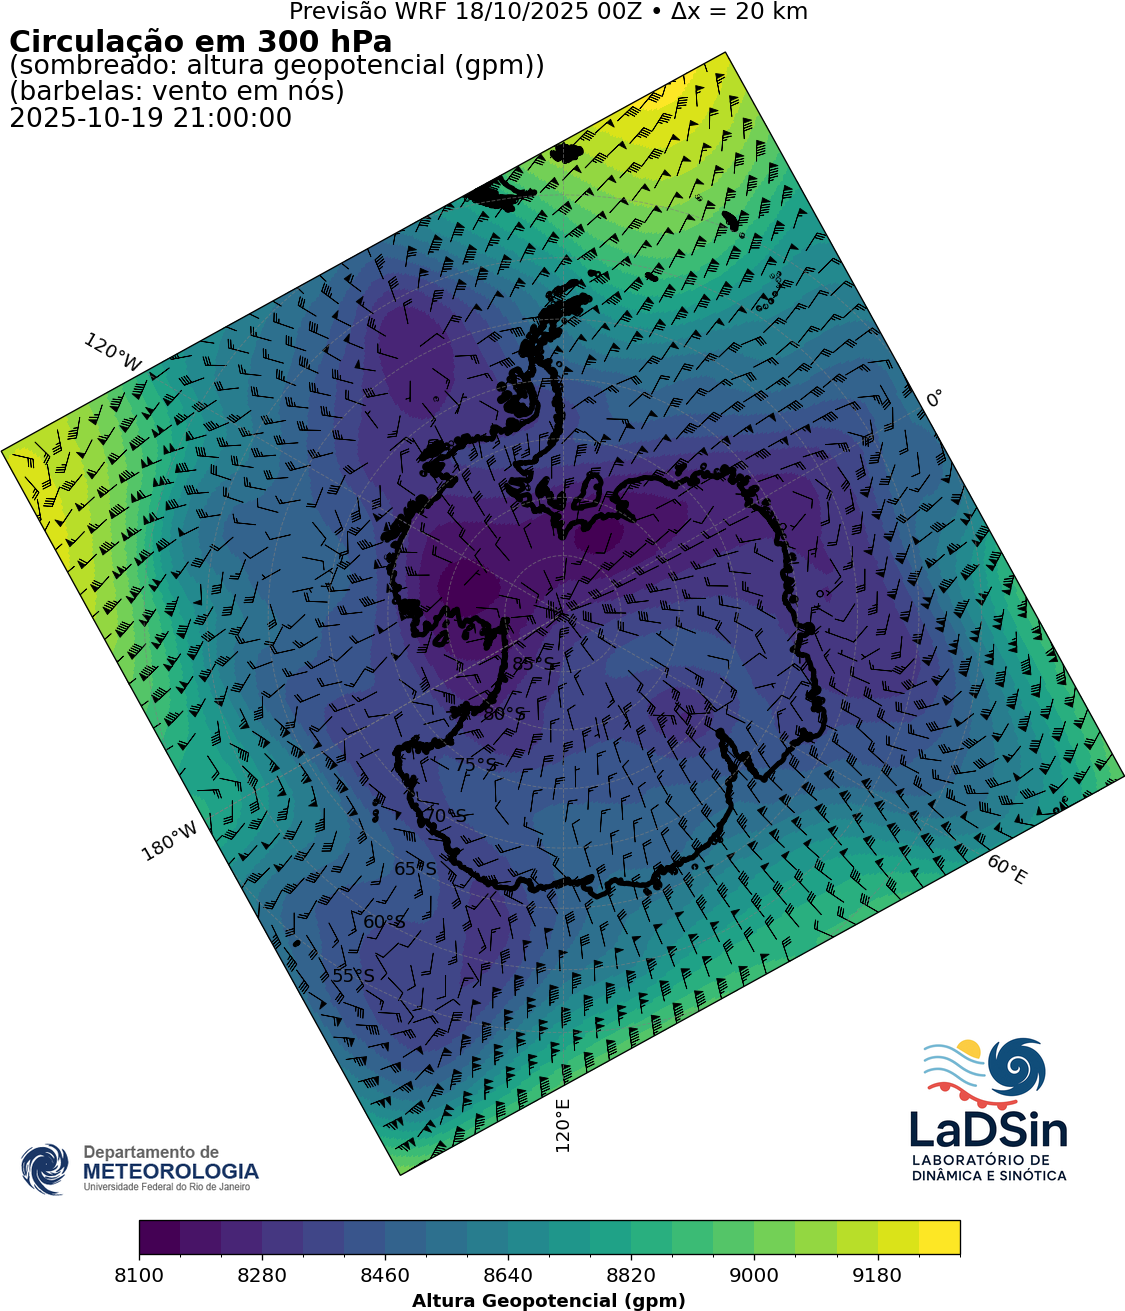 Previsão WRF 18/10/2025 00Z • Δx = 20 km
Circulação em 300 hPa
(sombreado: altura geopotencial (gpm))
(barbelas: vento em nós)
2025-10-19 21:00:00
120°W
0°
85°S
80°S
75°S
70°S
180°W
65°S
60°E
60°S
55°S
120°E
Departamento de
METEOROLOGIA
Universidade Federal do Rio de Janeiro
LaDSin
LABORATÓRIO DE
DINÂMICA E SINÓTICA
8100 8280 8460 8640 8820 9000 9180
Altura Geopotencial (gpm)